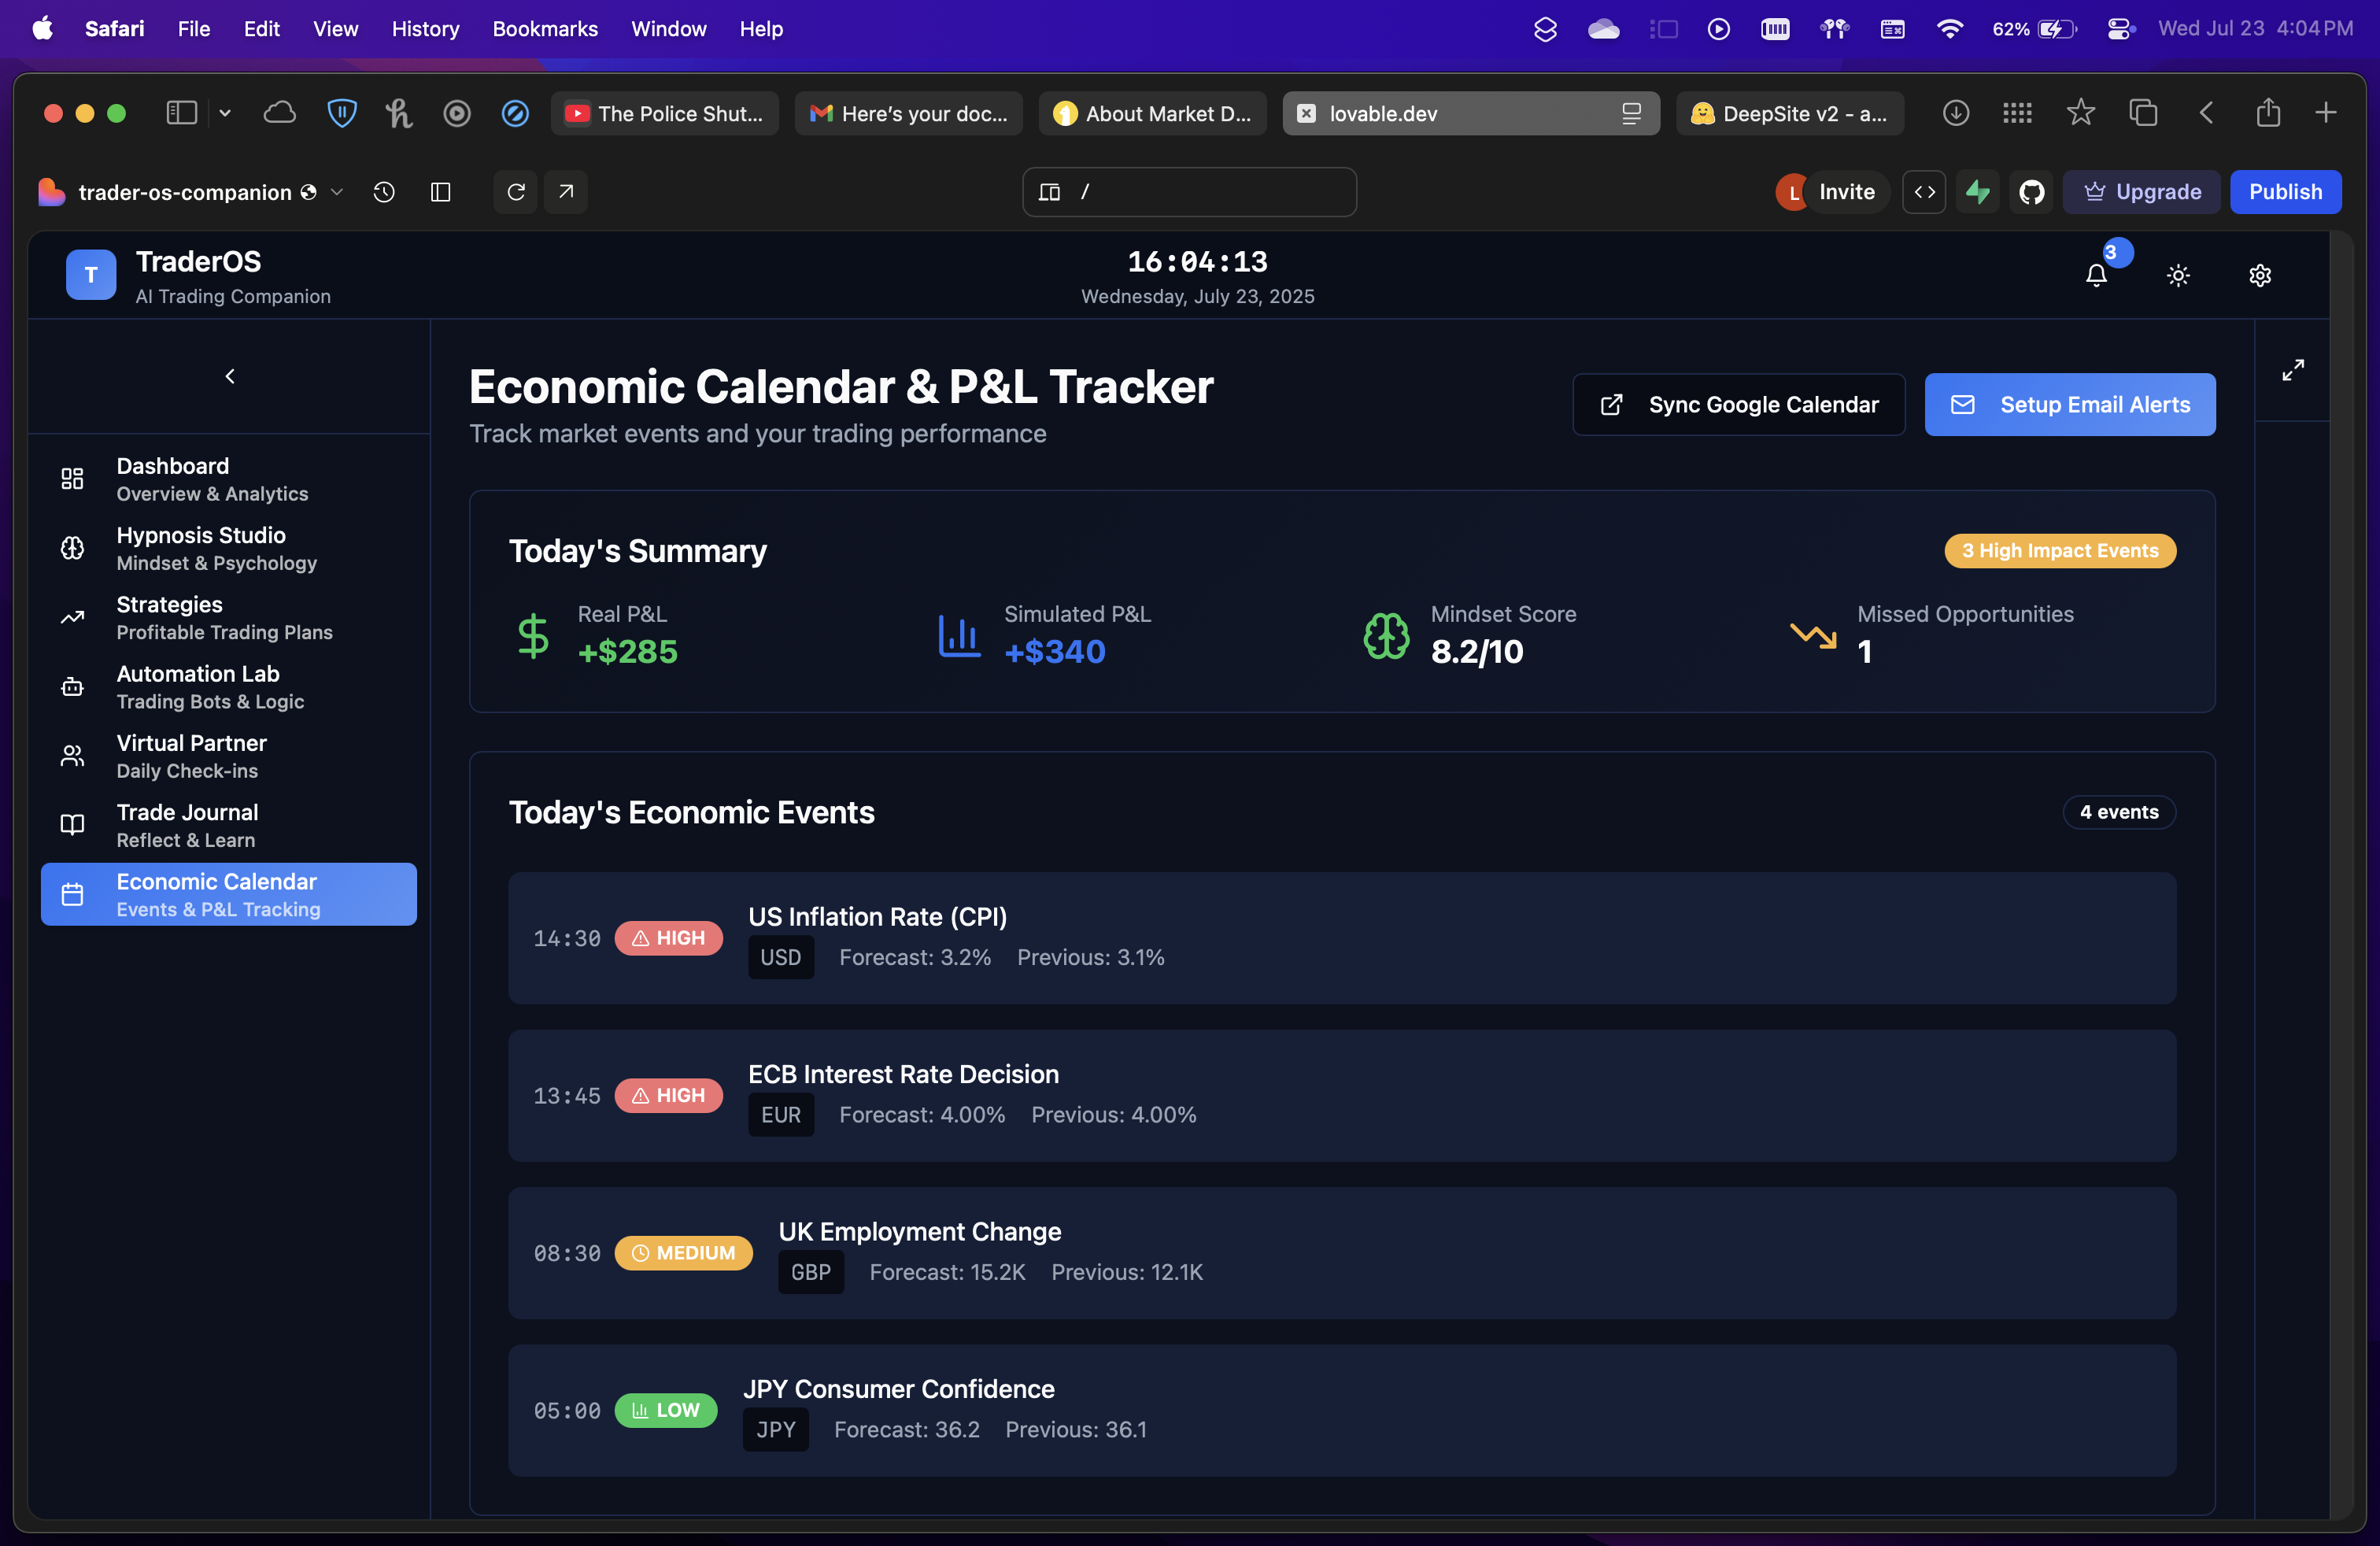 Safari File Edit View History Bookmarks Window Help 62% Wed Jul 23 4:04 PM
The Police Shut... Here's your doc... About Market D... lovable.dev DeepSite v2 - a...
trader-os-companion / L Invite Upgrade Publish
T
TraderOS
AI Trading Companion
16:04:13
Wednesday, July 23, 2025
3
Dashboard
Overview & Analytics
Hypnosis Studio
Mindset & Psychology
Strategies
Profitable Trading Plans
Automation Lab
Trading Bots & Logic
Virtual Partner
Daily Check-ins
Trade Journal
Reflect & Learn
Economic Calendar
Events & P&L Tracking
Economic Calendar & P&L Tracker
Track market events and your trading performance
Sync Google Calendar
Setup Email Alerts
Today's Summary
3 High Impact Events
Real P&L
+$285
Simulated P&L
+$340
Mindset Score
8.2/10
Missed Opportunities
1
Today's Economic Events
4 events
14:30 HIGH
US Inflation Rate (CPI)
USD Forecast: 3.2% Previous: 3.1%
13:45 HIGH
ECB Interest Rate Decision
EUR Forecast: 4.00% Previous: 4.00%
08:30 MEDIUM
UK Employment Change
GBP Forecast: 15.2K Previous: 12.1K
05:00 LOW
JPY Consumer Confidence
JPY Forecast: 36.2 Previous: 36.1